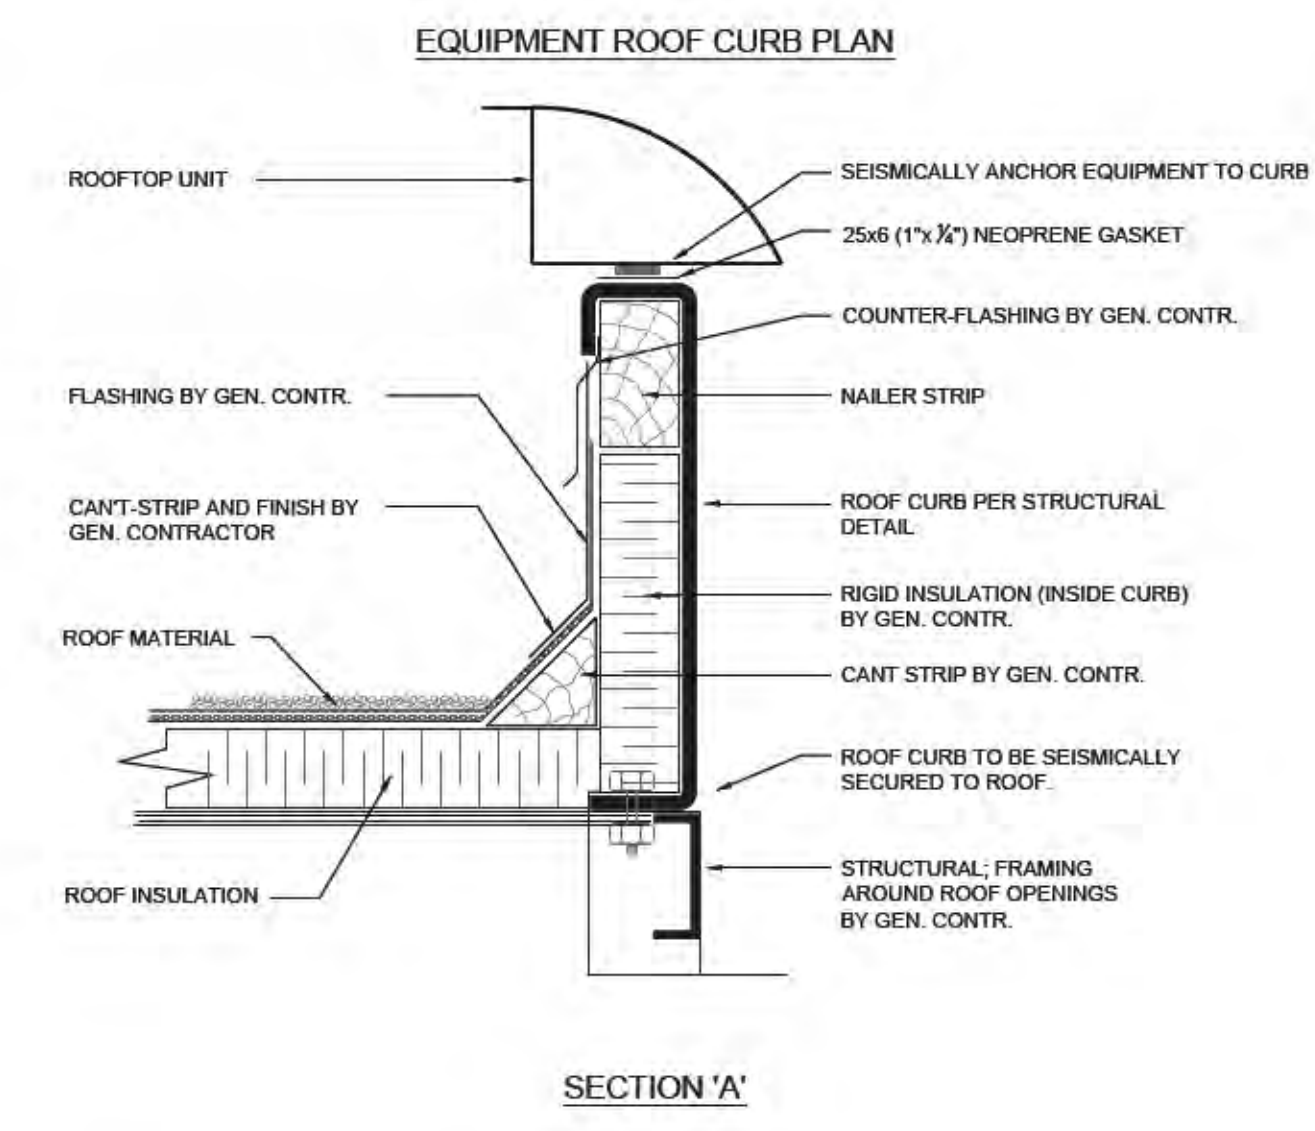 EQUIPMENT ROOF CURB PLAN
ROOFTOP UNIT
SEISMICALLY ANCHOR EQUIPMENT TO CURB
25x6 (1"x ¼") NEOPRENE GASKET
COUNTER-FLASHING BY GEN. CONTR.
FLASHING BY GEN. CONTR.
NAILER STRIP
CAN'T-STRIP AND FINISH BY
GEN. CONTRACTOR
ROOF CURB PER STRUCTURAL
DETAIL
RIGID INSULATION (INSIDE CURB)
BY GEN. CONTR.
ROOF MATERIAL
CANT STRIP BY GEN. CONTR.
ROOF CURB TO BE SEISMICALLY
SECURED TO ROOF.
STRUCTURAL; FRAMING
AROUND ROOF OPENINGS
BY GEN. CONTR.
ROOF INSULATION
SECTION 'A'